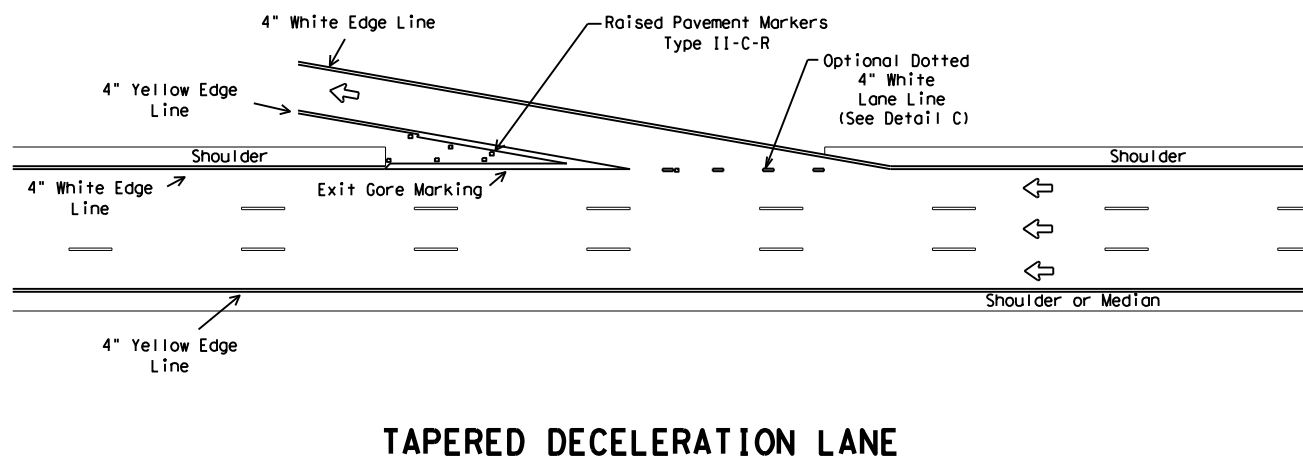 4" White Edge Line
Raised Pavement Markers
Type II-C-R
Optional Dotted
4" White
Lane Line
(See Detail C)
4" Yellow Edge
Line
Shoulder
Shoulder
4" White Edge
Line
Exit Gore Marking
Shoulder or Median
4" Yellow Edge
Line
TAPERED DECELERATION LANE